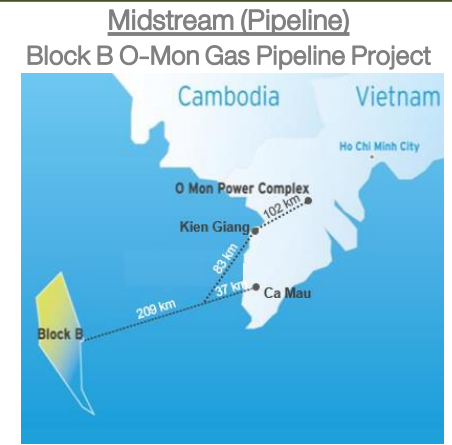 Midstream (Pipeline)
Block B O-Mon Gas Pipeline Project
Cambodia
Vietnam
Ho Chi Minh City
O Mon Power Complex
102 km
Kien Giang
83 km
37 km
Ca Mau
209 km
Block B